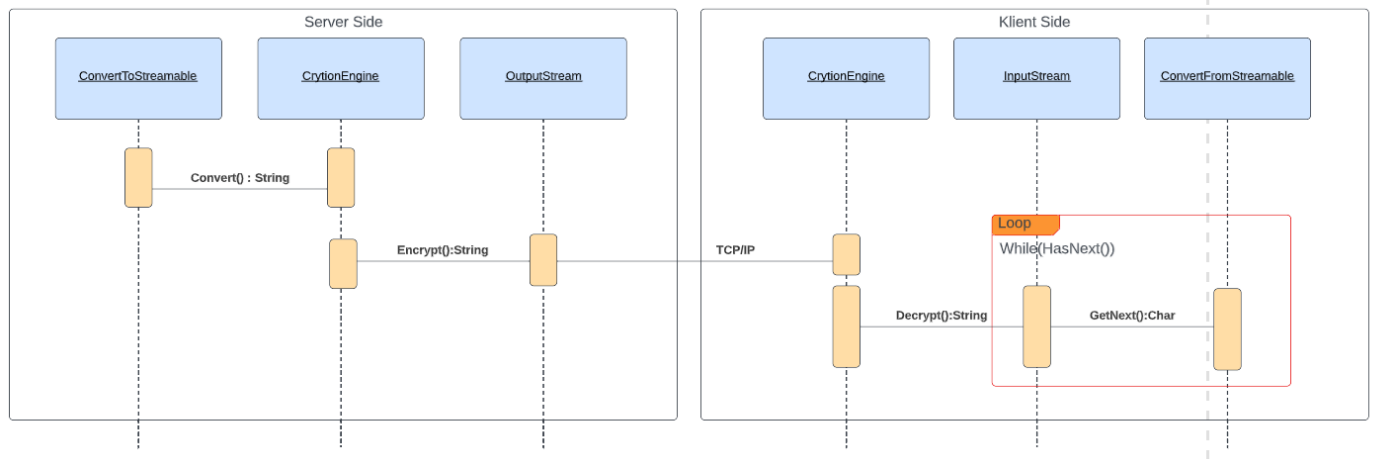 Server Side
Klient Side
ConvertToStreamable
CrytionEngine
OutputStream
CrytionEngine
InputStream
ConvertFromStreamable
Convert() : String
Loop
While(HasNext())
Encrypt():String
TCP/IP
Decrypt():String
GetNext():Char